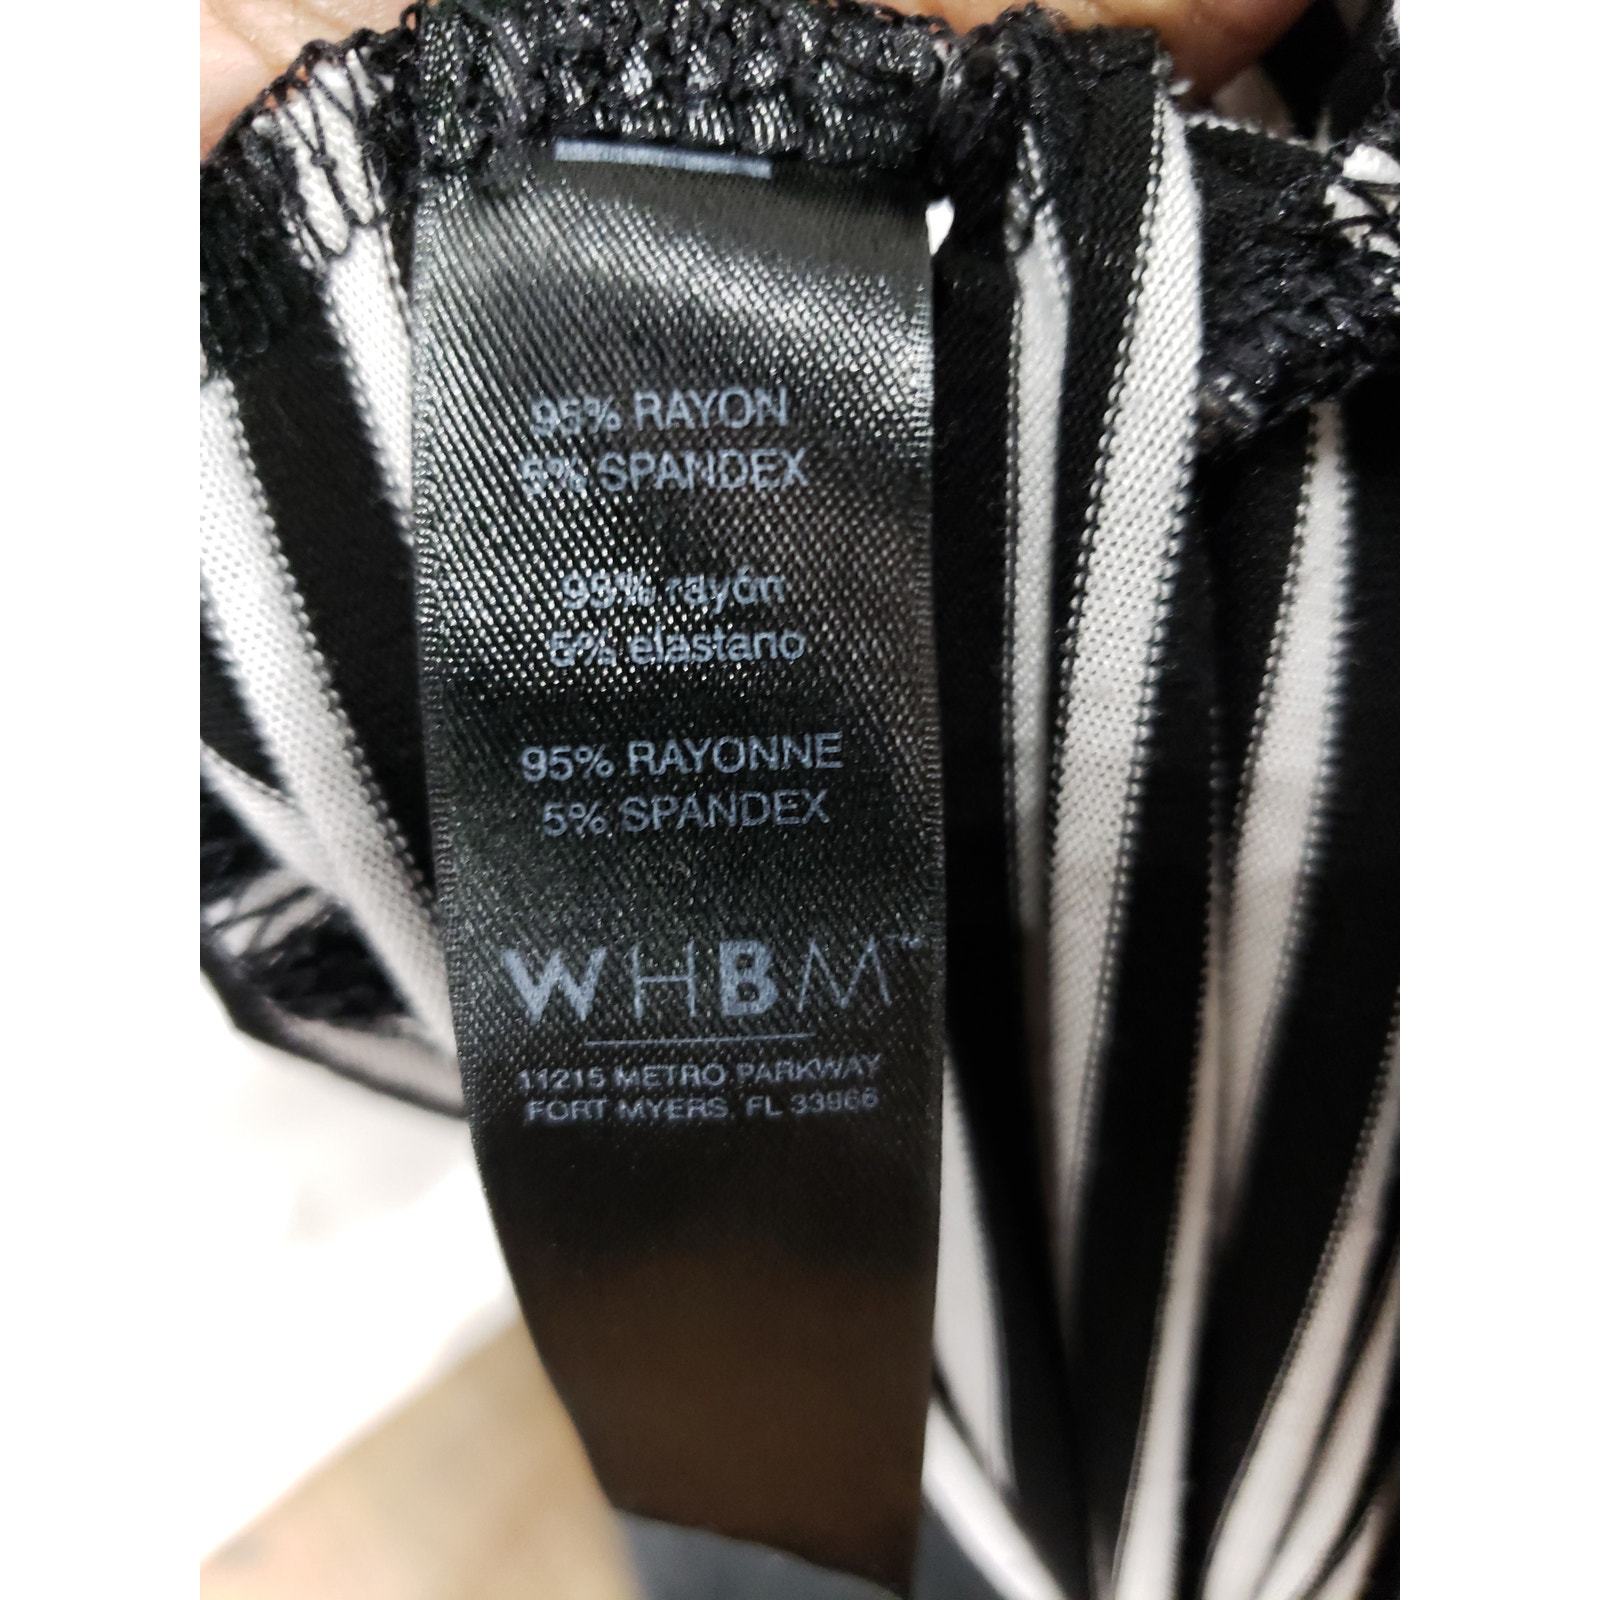 95% RAYON
5% SPANDEX
95% rayón
5% elastano
95% RAYONNE
5% SPANDEX
WHBM™
11215 METRO PARKWAY
FORT MYERS, FL 33966